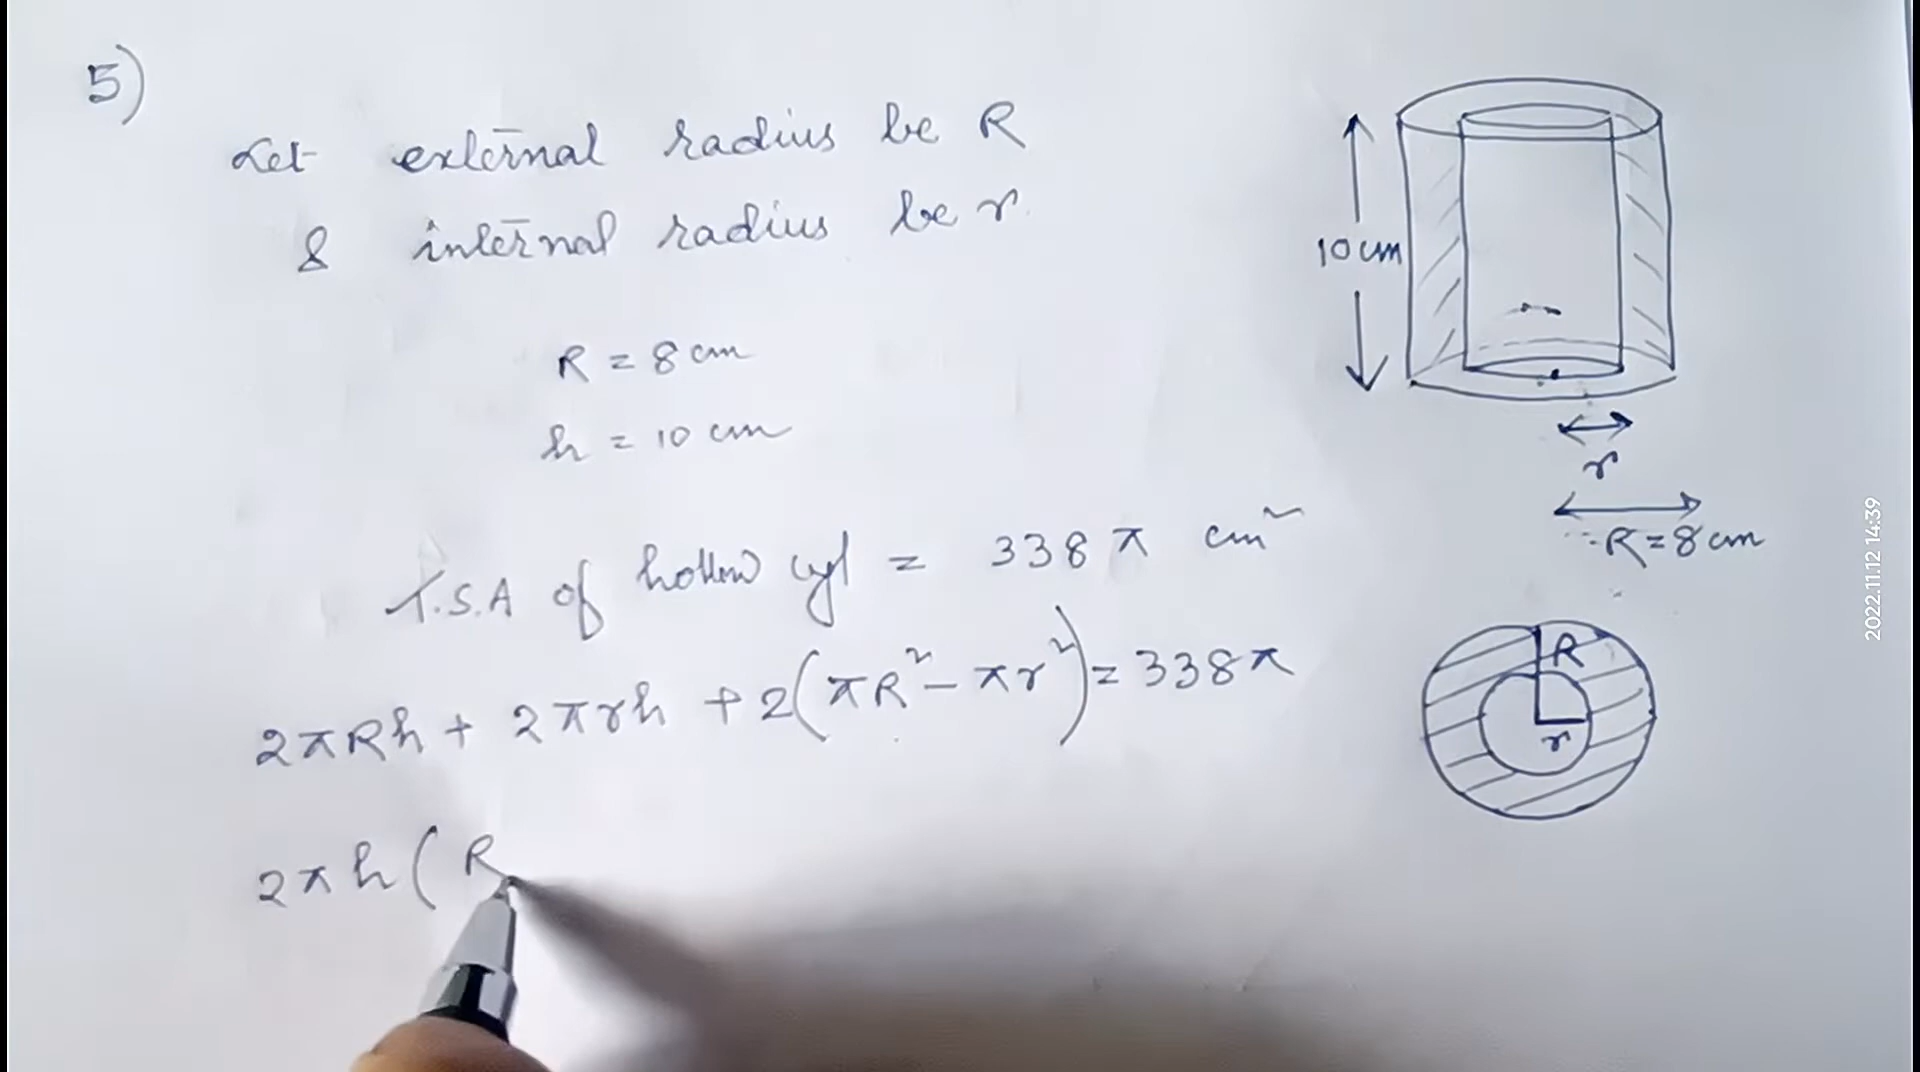 5)
Let external radius be R
& internal radius be r.
R = 8 cm
h = 10 cm
T.S.A of hollow cyl = 338 π cm²
2πRh + 2πrh + 2(πR² - πr²) = 338π
2πh (R
10 cm
r
R = 8 cm
R
r
2022.11.12 14:39